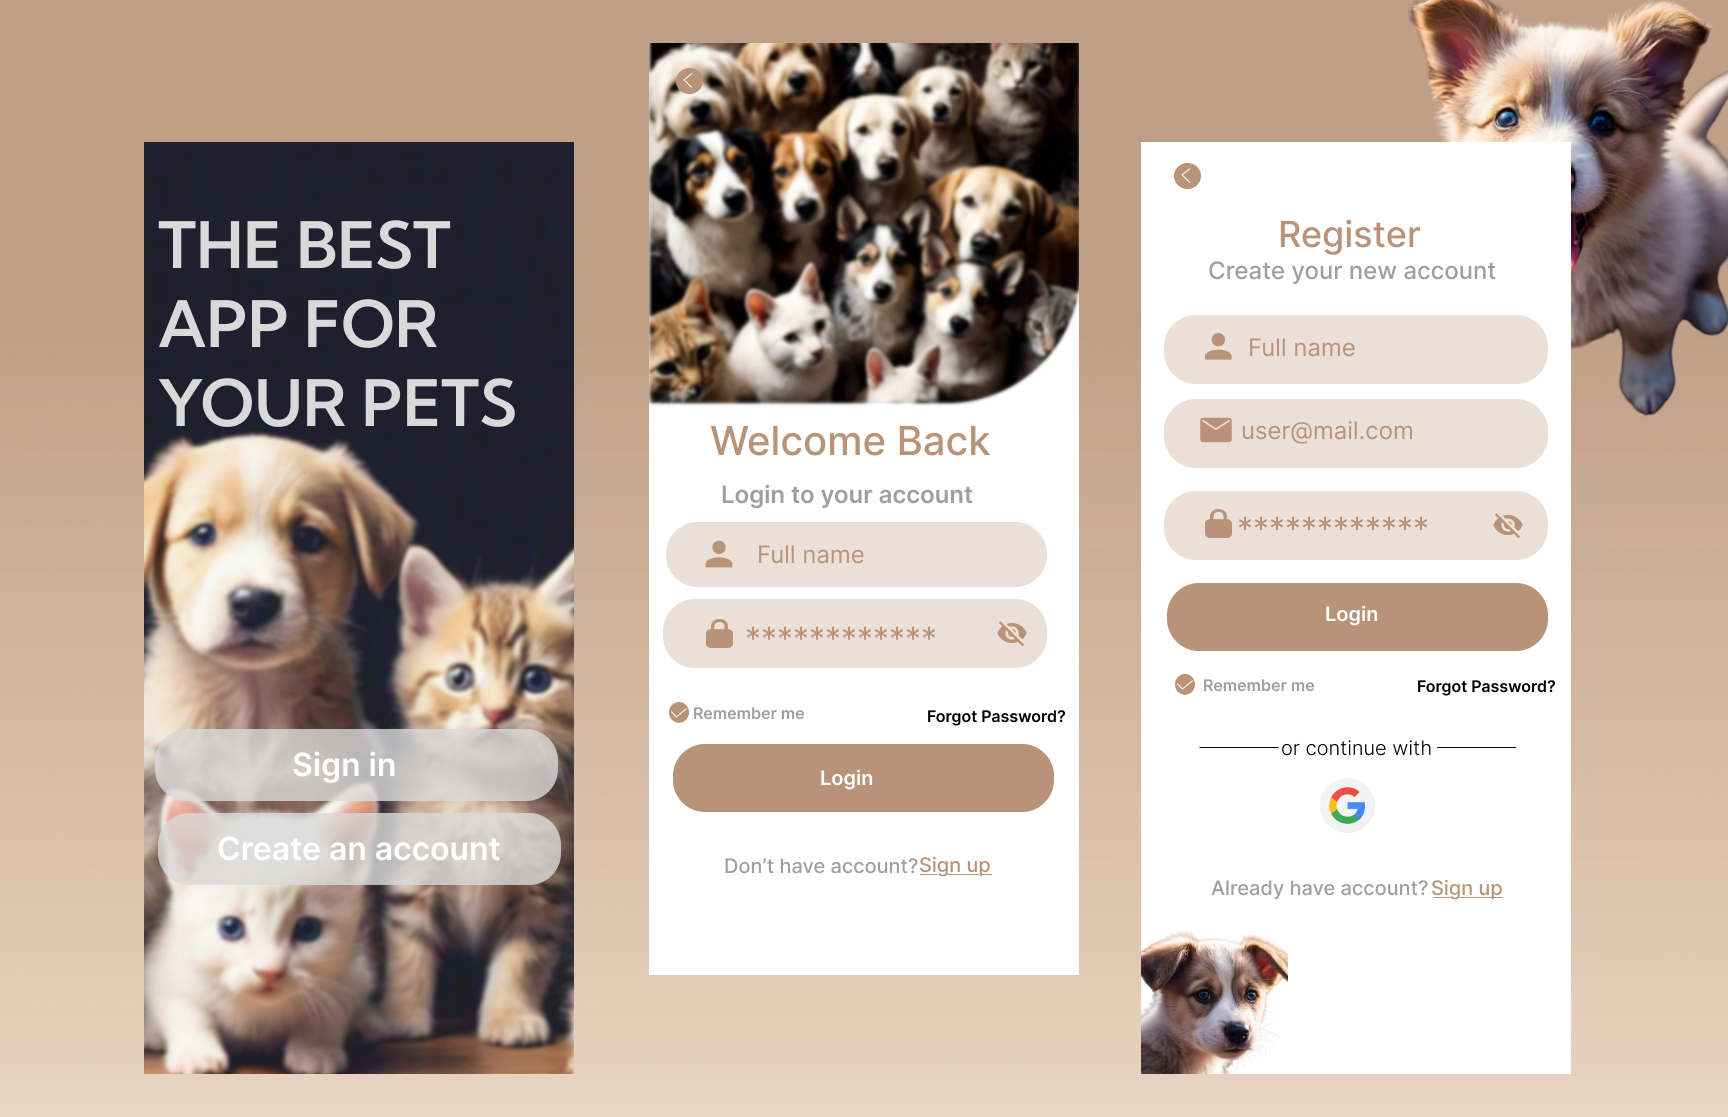 THE BEST
APP FOR
YOUR PETS
Sign in
Create an account
Welcome Back
Login to your account
Full name
************
Remember me
Forgot Password?
Login
Don’t have account? Sign up
Register
Create your new account
Full name
user@mail.com
************
Login
Remember me
Forgot Password?
or continue with
G
Already have account? Sign up